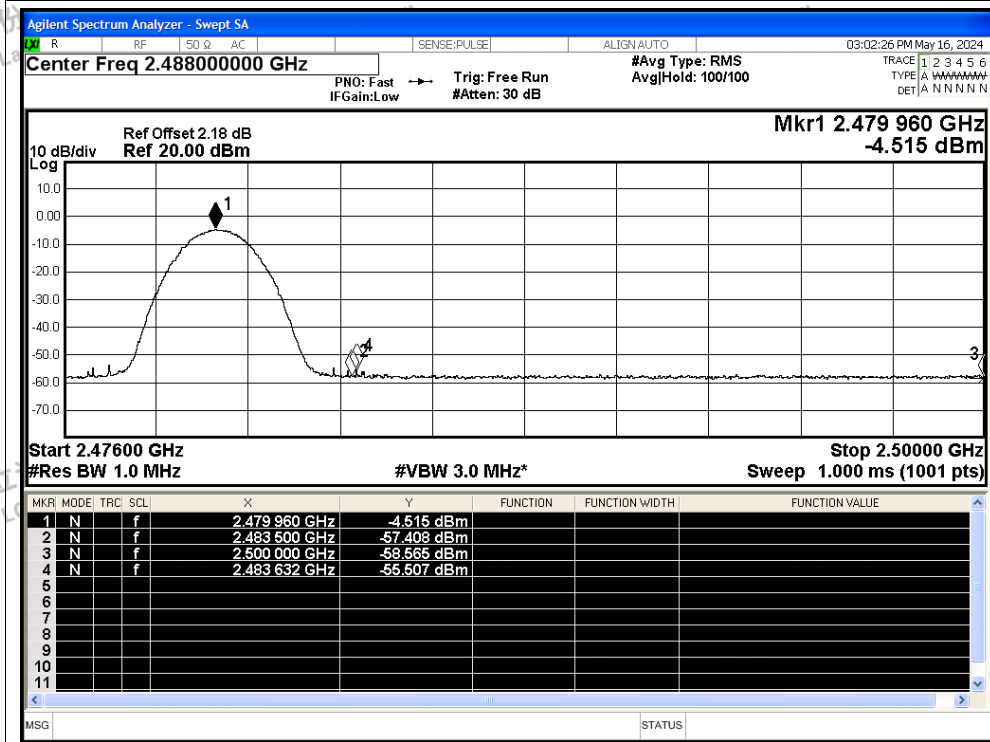 Agilent Spectrum Analyzer - Swept SA
LXI R RF 50 Ω AC SENSE:PULSE ALIGN AUTO 03:02:26 PM May 16, 2024
Center Freq 2.488000000 GHz
#Avg Type: RMS
TRACE 1 2 3 4 5 6
PNO: Fast Trig: Free Run Avg|Hold: 100/100
TYPE A WWWWW
IFGain:Low #Atten: 30 dB
DET A N N N N N
Mkr1 2.479 960 GHz
-4.515 dBm
Ref Offset 2.18 dB
10 dB/div Ref 20.00 dBm
Log
10.0
1
0.00
-10.0
-20.0
-30.0
-40.0
-50.0
2 4 3
-60.0
-70.0
Start 2.47600 GHz Stop 2.50000 GHz
#Res BW 1.0 MHz #VBW 3.0 MHz* Sweep 1.000 ms (1001 pts)
MKR MODE TRC SCL X Y FUNCTION FUNCTION WIDTH FUNCTION VALUE
1 N f 2.479 960 GHz -4.515 dBm
2 N f 2.483 500 GHz -57.408 dBm
3 N f 2.500 000 GHz -58.565 dBm
4 N f 2.483 632 GHz -55.507 dBm
5
6
7
8
9
10
11
MSG STATUS